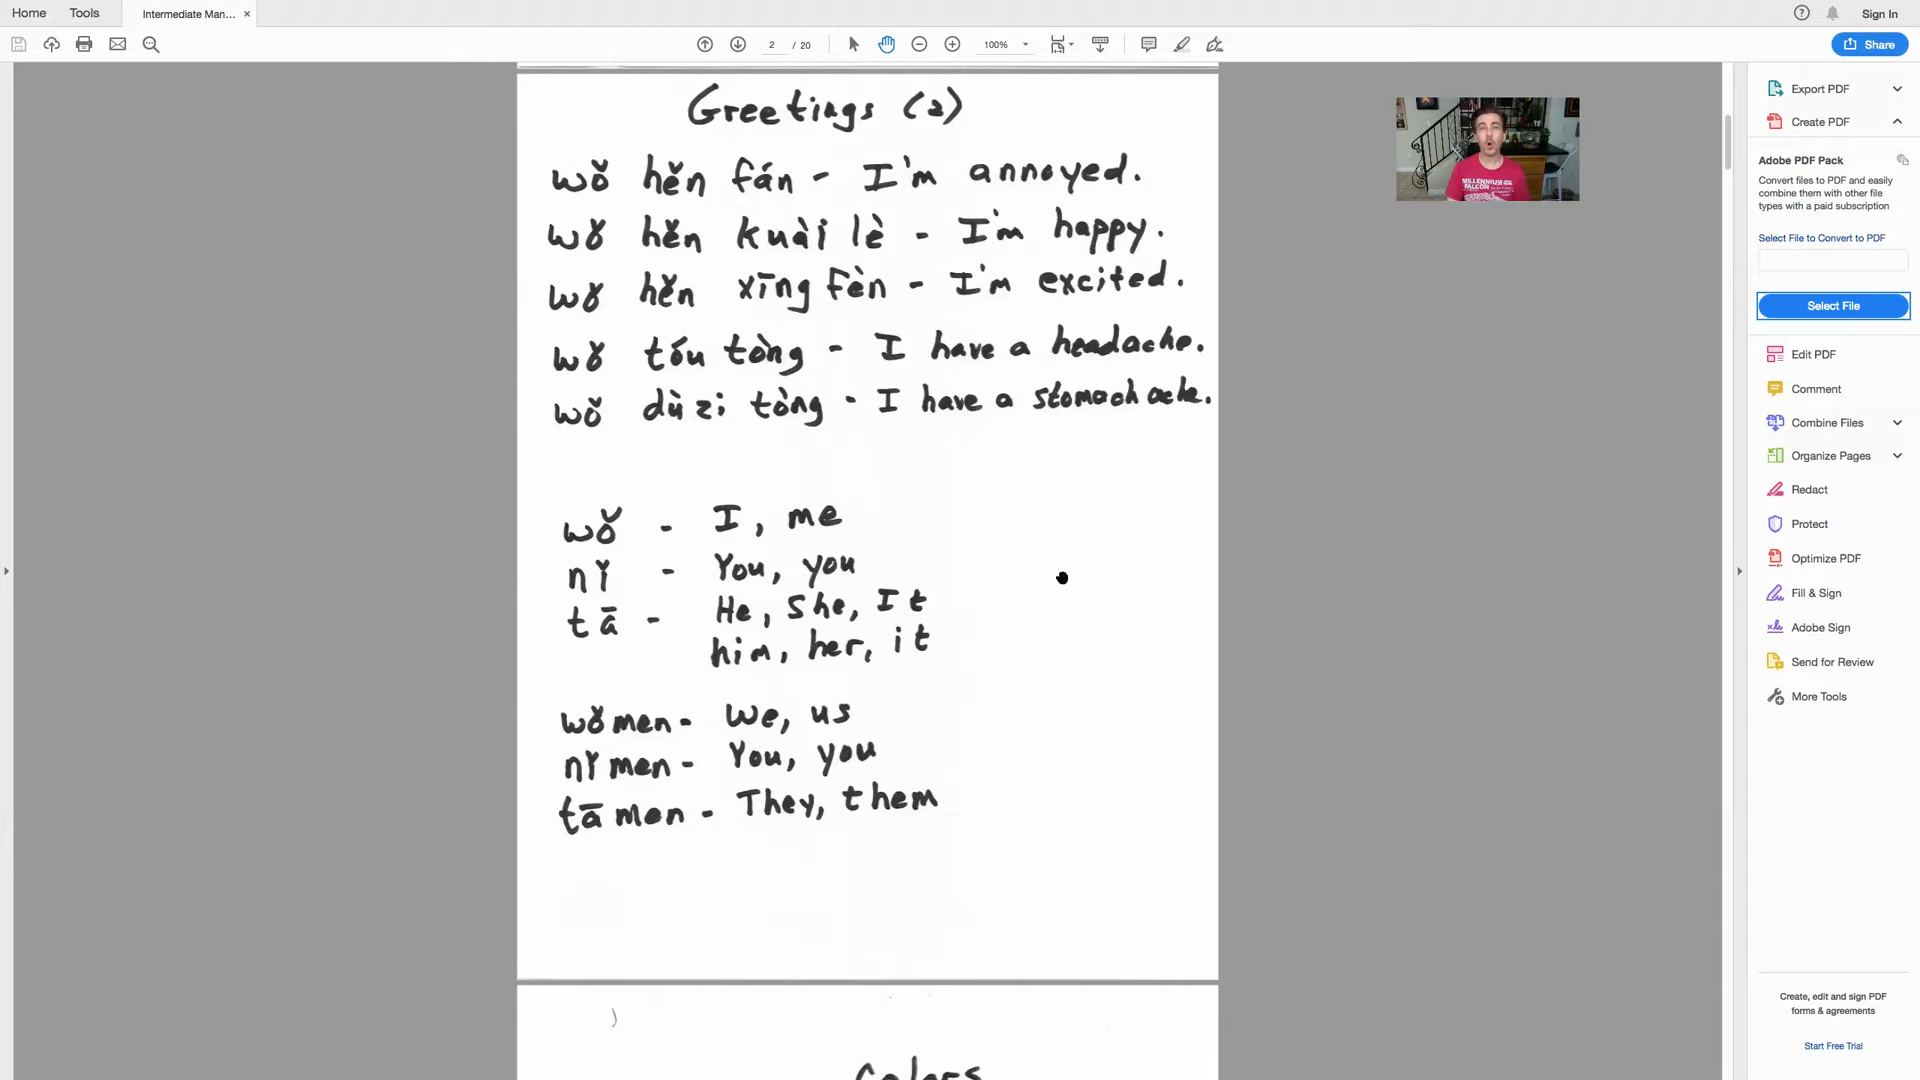 Home Tools Intermediate Man... × Sign In
2 / 20 100% Share
Greetings (2)
wǒ hěn fán - I'm annoyed.
wǒ hěn kuài lè - I'm happy.
wǒ hěn xīng fèn - I'm excited.
wǒ tóu tòng - I have a headache.
wǒ dù zi tòng - I have a stomach ache.
wǒ - I, me
nǐ - You, you
tā - He, She, It
him, her, it
wǒmen - We, us
nǐ men - You, you
tā men - They, them
Colors
MILLENNIUM
FALCON
Export PDF
Create PDF
Adobe PDF Pack
Convert files to PDF and easily
combine them with other file
types with a paid subscription
Select File to Convert to PDF
Select File
Edit PDF
Comment
Combine Files
Organize Pages
Redact
Protect
Optimize PDF
Fill & Sign
Adobe Sign
Send for Review
More Tools
Create, edit and sign PDF
forms & agreements
Start Free Trial